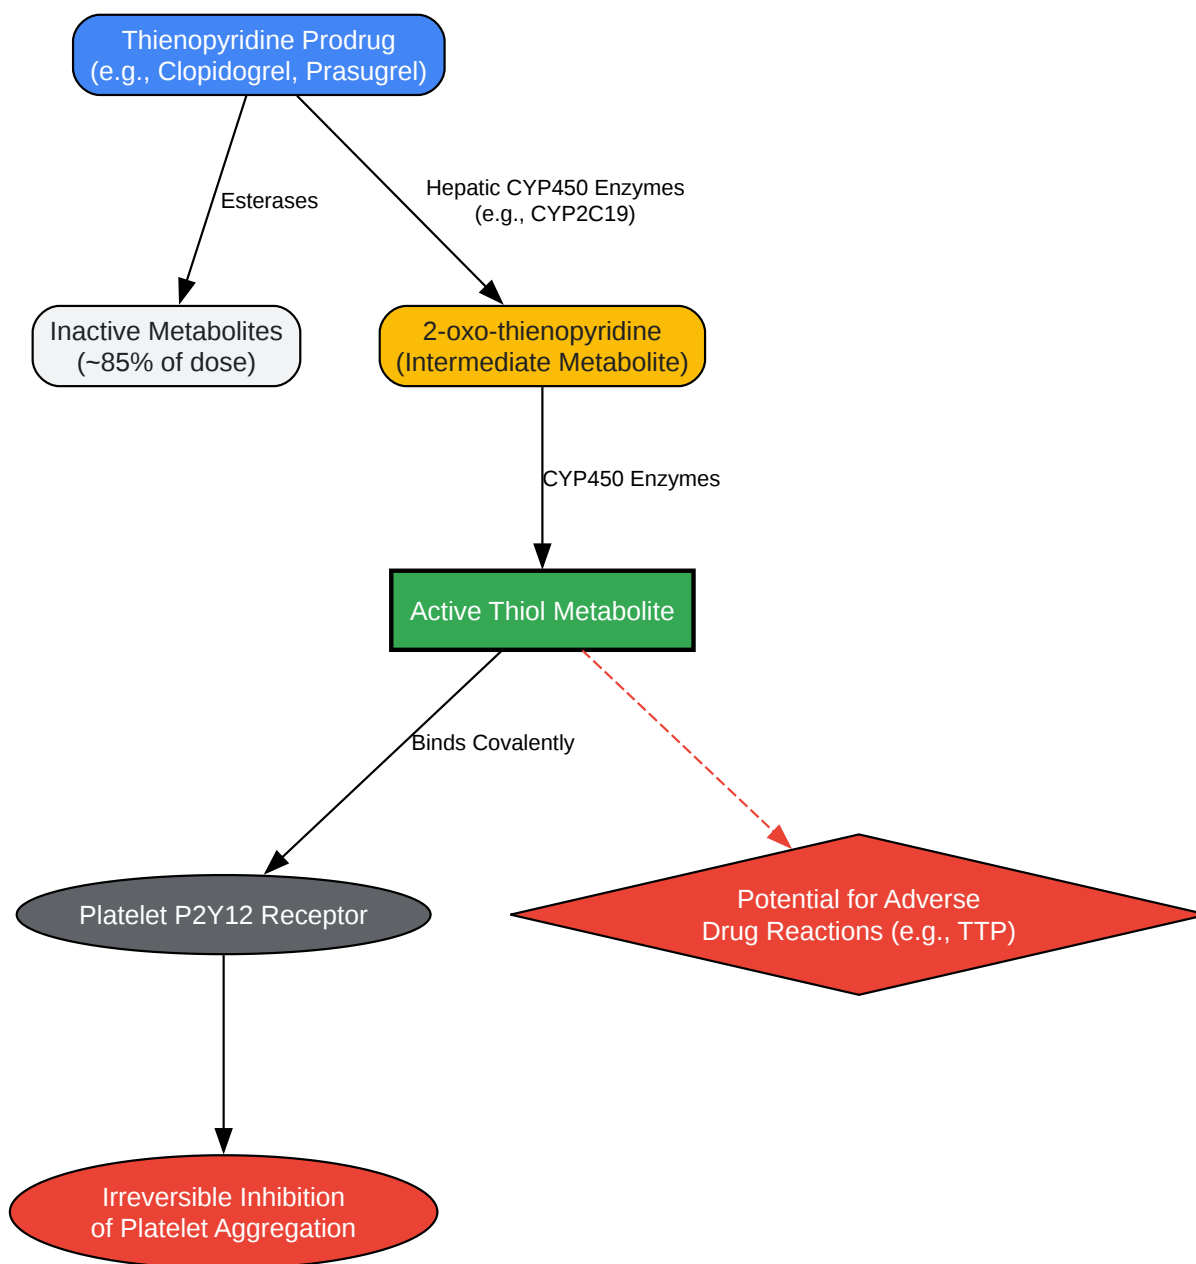 Thienopyridine Prodrug
(e.g., Clopidogrel, Prasugrel)
Esterases
Hepatic CYP450 Enzymes
(e.g., CYP2C19)
Inactive Metabolites
(~85% of dose)
2-oxo-thienopyridine
(Intermediate Metabolite)
CYP450 Enzymes
Active Thiol Metabolite
Binds Covalently
Platelet P2Y12 Receptor
Potential for Adverse
Drug Reactions (e.g., TTP)
Irreversible Inhibition
of Platelet Aggregation